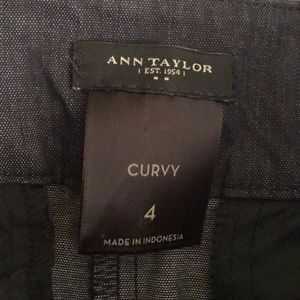 ANN TAYLOR
| EST. 1954 |
CURVY
4
MADE IN INDONESIA